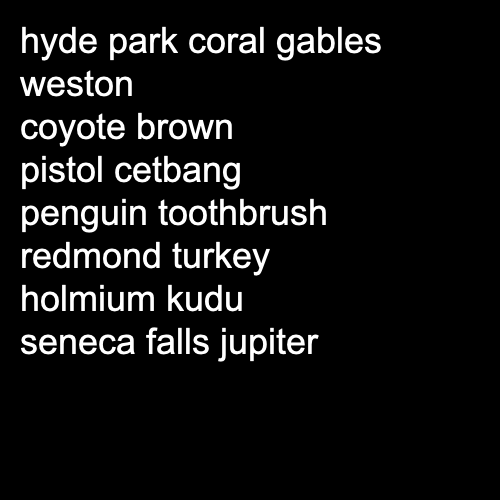 hyde park coral gables
weston
coyote brown
pistol cetbang
penguin toothbrush
redmond turkey
holmium kudu
seneca falls jupiter